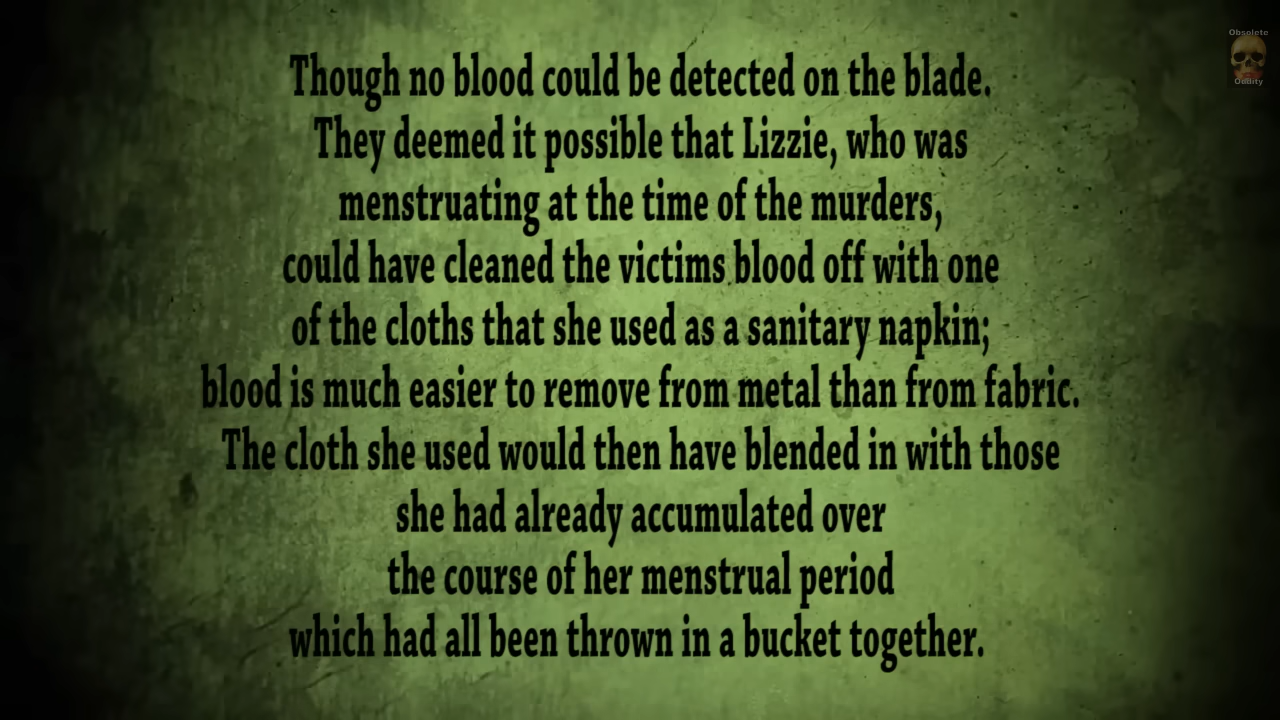 Obsolete
Oddity
Though no blood could be detected on the blade.
They deemed it possible that Lizzie, who was
menstruating at the time of the murders,
could have cleaned the victims blood off with one
of the cloths that she used as a sanitary napkin;
blood is much easier to remove from metal than from fabric.
The cloth she used would then have blended in with those
she had already accumulated over
the course of her menstrual period
which had all been thrown in a bucket together.